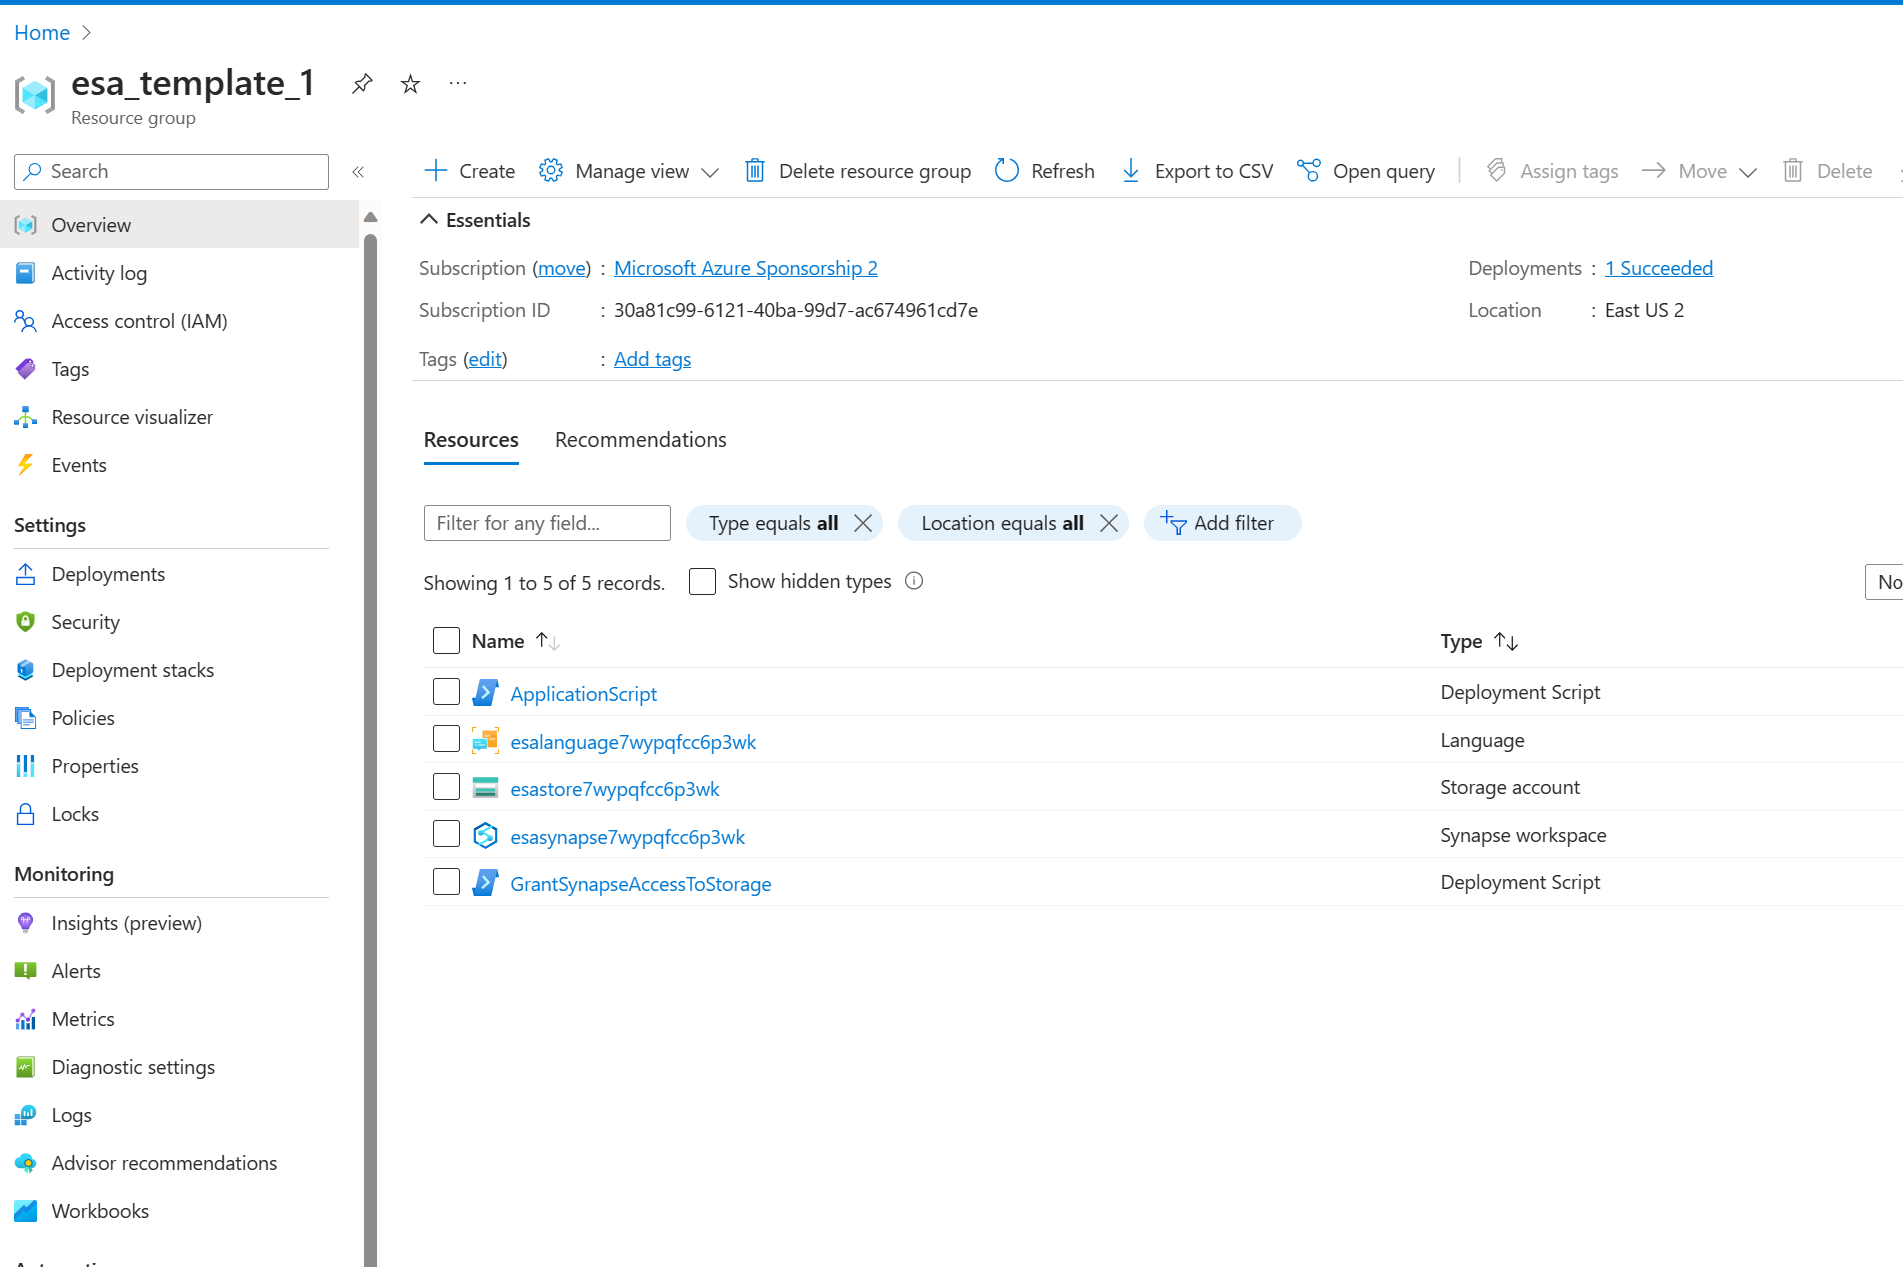 Home
esa_template_1
Resource group
Search
Create
Manage view
Delete resource group
Refresh
Export to CSV
Open query
Assign tags
Move
Delete
Overview
Activity log
Access control (IAM)
Tags
Resource visualizer
Events
Settings
Deployments
Security
Deployment stacks
Policies
Properties
Locks
Monitoring
Insights (preview)
Alerts
Metrics
Diagnostic settings
Logs
Advisor recommendations
Workbooks
Essentials
Subscription (move) : Microsoft Azure Sponsorship 2
Subscription ID : 30a81c99-6121-40ba-99d7-ac674961cd7e
Tags (edit) : Add tags
Deployments : 1 Succeeded
Location : East US 2
Resources Recommendations
Filter for any field...
Type equals all
Location equals all
Add filter
Showing 1 to 5 of 5 records.
Show hidden types
No
Name Type
ApplicationScript Deployment Script
esalanguage7wypqfcc6p3wk Language
esastore7wypqfcc6p3wk Storage account
esasynapse7wypqfcc6p3wk Synapse workspace
GrantSynapseAccessToStorage Deployment Script